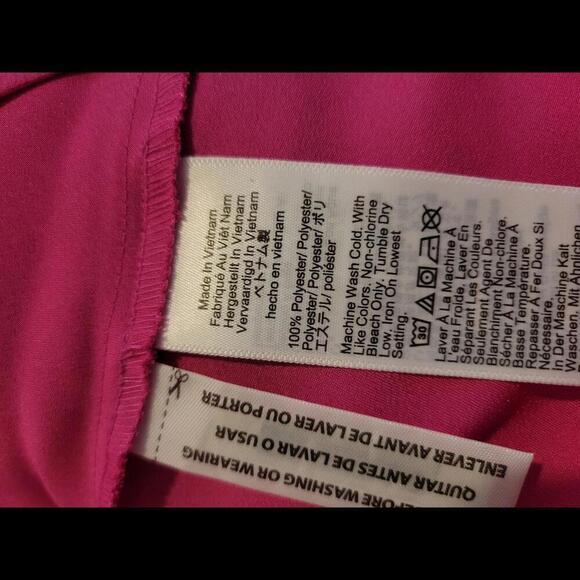 Made In Vietnam
Fabriqué Au Viêt Nam
Hergestellt In Vietnam
Vervaardigd In Vietnam
ベトナム製
hecho en vietnam
100% Polyester/ Polyester/
Polyester/ Polyester/ ポリ
エステル/ poliéster
Machine Wash Cold. With
Like Colors. Non-chlorine
Bleach Only. Tumble Dry
Low. Iron On Lowest
Setting.
30
Laver À La Machine À
L'eau Froide. Laver En
Séparant Les Couleurs.
Seulement Agent De
Blanchiment Non-chlore.
Sécher À La Machine À
Basse Température.
Repasser À Fer Doux Si
Nécessaire.
In Der Maschine Kalt
Waschen. Mit Ähnlichen
BEFORE WASHING OR WEARING
QUITAR ANTES DE LAVAR O USAR
ENLEVER AVANT DE LAVER OU PORTER